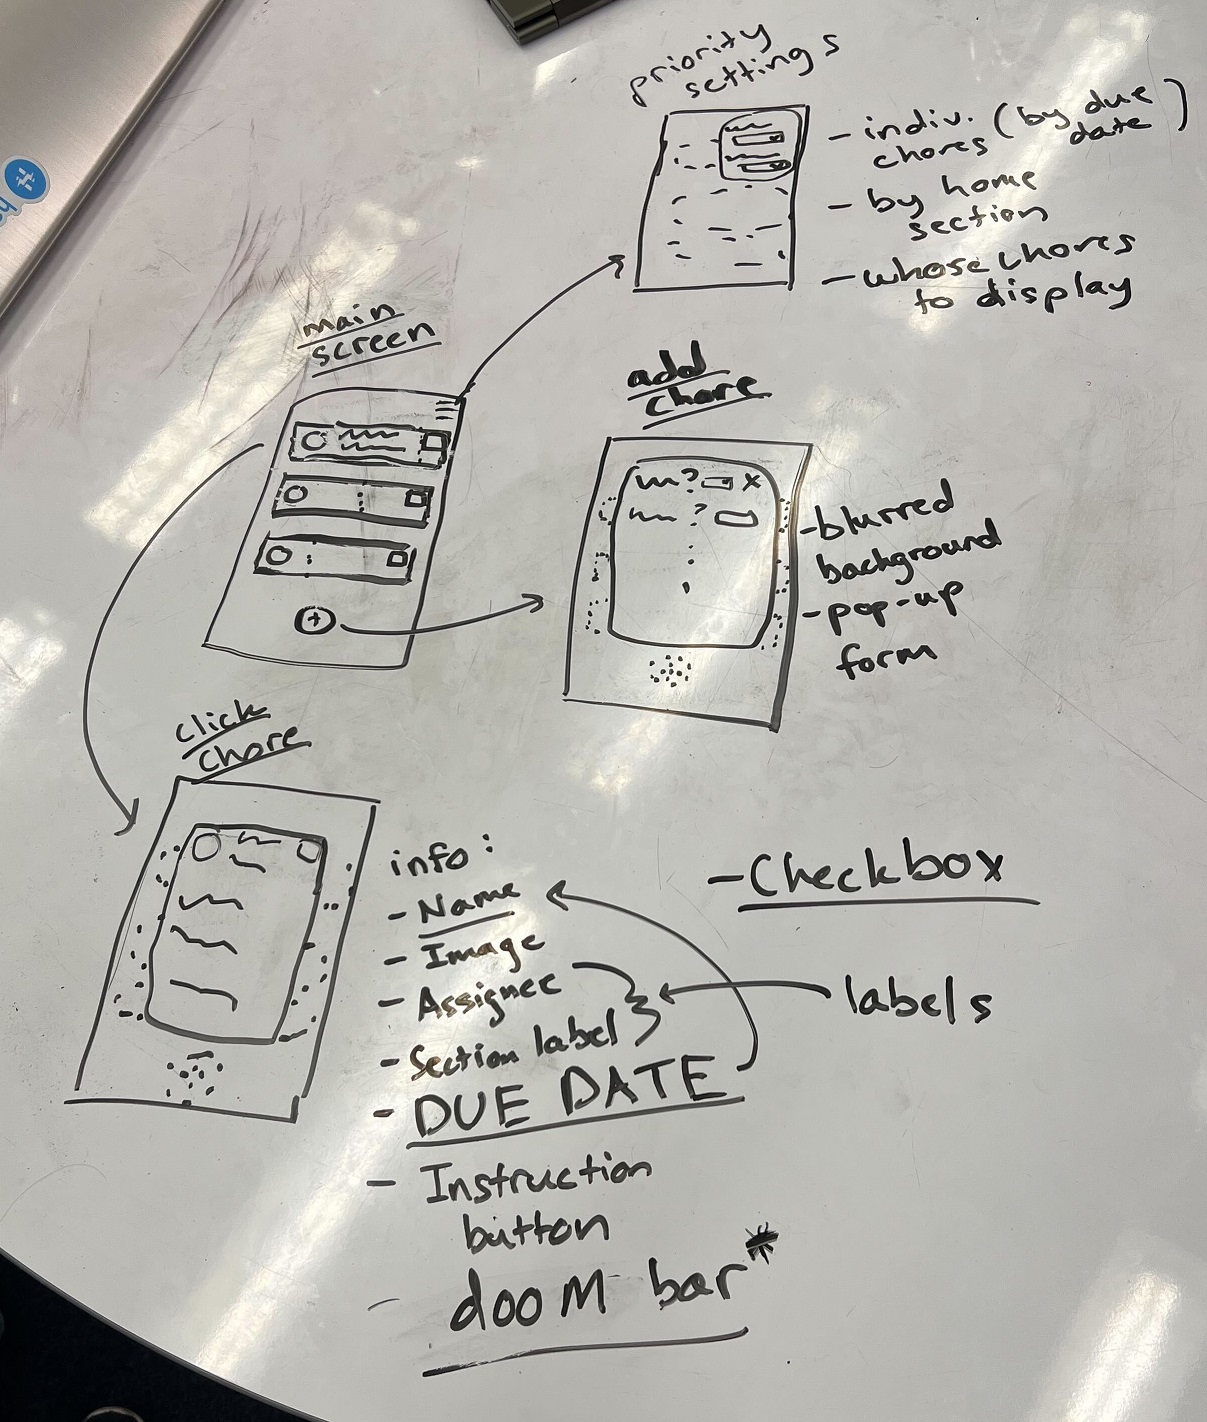 priority
settings
- indiv. (by due
chores date)
- by home
section
- whose chores
to display
main
screen
add
chore
- blurred
background
- pop-up
form
click
chore
info:
- Name
- Image
- Assignee
- Section label
- DUE DATE
- Instruction
button
- dooM bar*
- Checkbox
labels